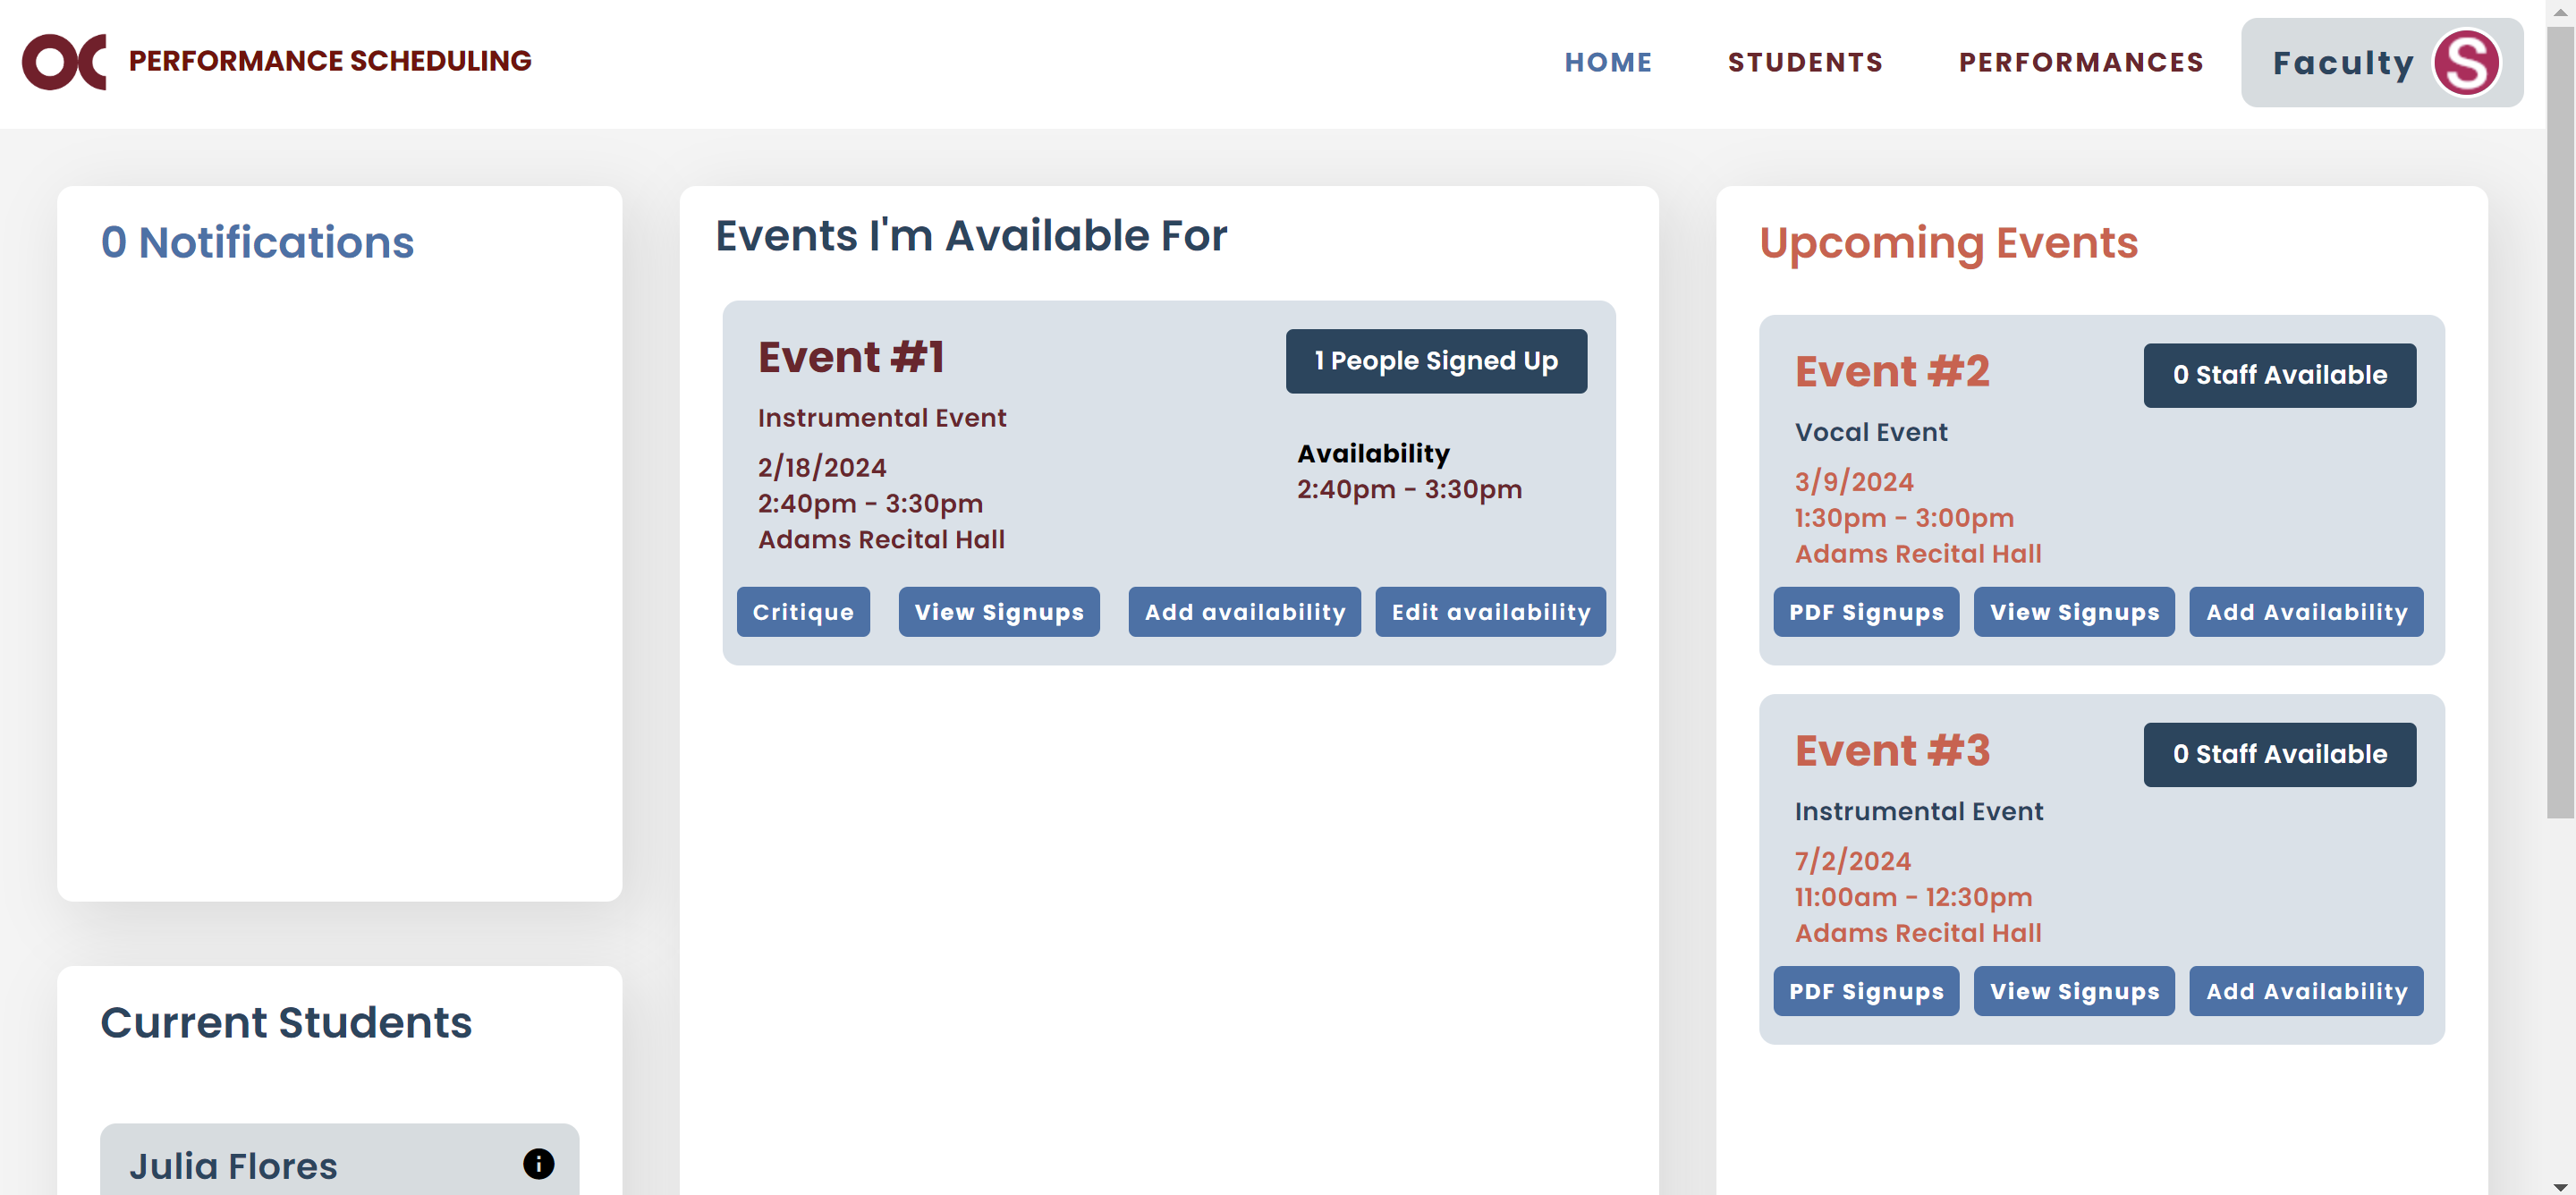 OC PERFORMANCE SCHEDULING
HOME STUDENTS PERFORMANCES Faculty S
0 Notifications
Current Students
Julia Flores
Events I'm Available For
Event #1
1 People Signed Up
Instrumental Event
2/18/2024
2:40pm - 3:30pm
Adams Recital Hall
Availability
2:40pm - 3:30pm
Critique View Signups Add availability Edit availability
Upcoming Events
Event #2
0 Staff Available
Vocal Event
3/9/2024
1:30pm - 3:00pm
Adams Recital Hall
PDF Signups View Signups Add Availability
Event #3
0 Staff Available
Instrumental Event
7/2/2024
11:00am - 12:30pm
Adams Recital Hall
PDF Signups View Signups Add Availability